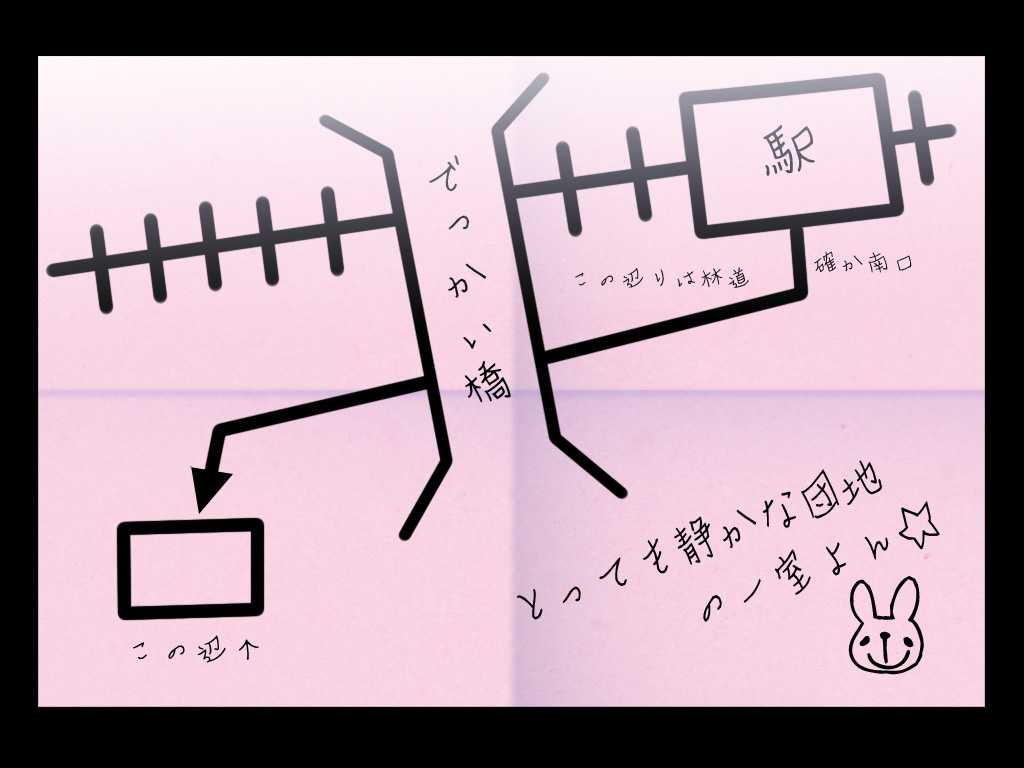 駅
でっかい橋
この辺りは林道
確か南口
この辺↑
とっても静かな団地
の一室よん☆